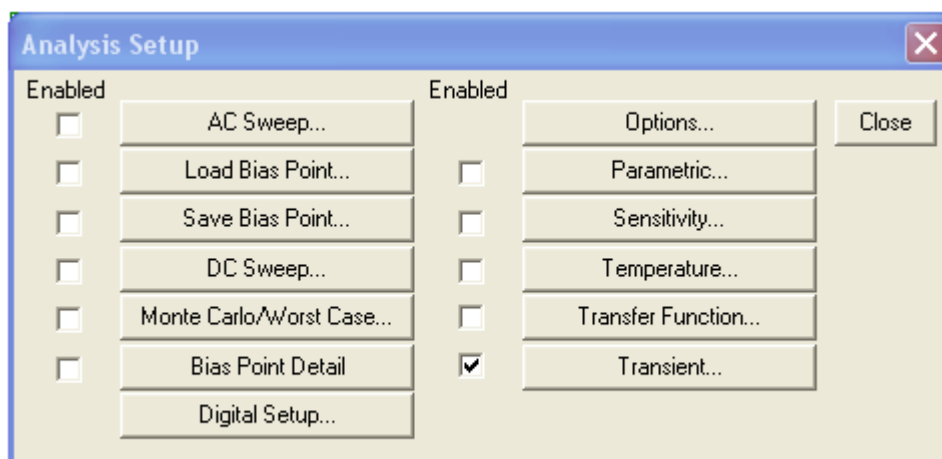 Analysis Setup
Enabled
Enabled
AC Sweep...
Options...
Close
Load Bias Point...
Parametric...
Save Bias Point...
Sensitivity...
DC Sweep...
Temperature...
Monte Carlo/Worst Case...
Transfer Function...
Bias Point Detail
Transient...
Digital Setup...